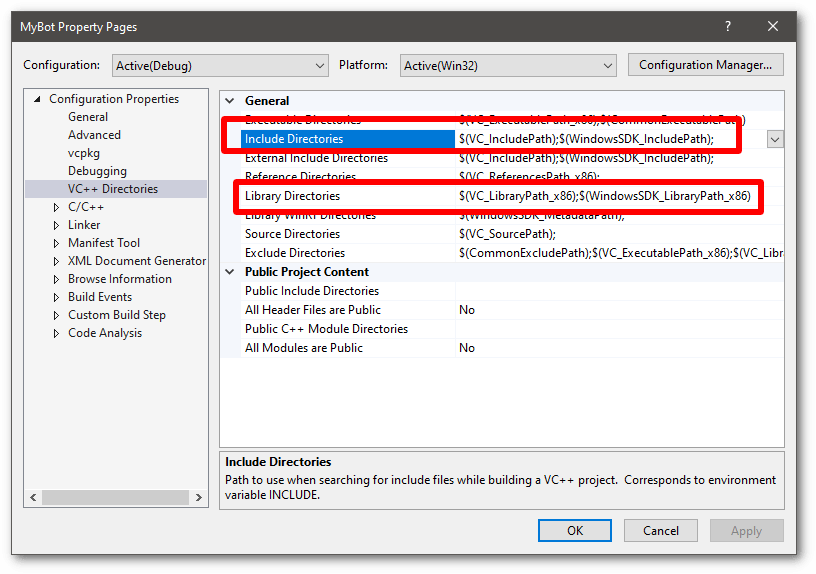 MyBot Property Pages
?
Configuration: Active(Debug) Platform: Active(Win32) Configuration Manager...
Configuration Properties
General
Advanced
vcpkg
Debugging
VC++ Directories
C/C++
Linker
Manifest Tool
XML Document Generator
Browse Information
Build Events
Custom Build Step
Code Analysis
General
Executable Directories $(VC_ExecutablePath_x86);$(CommonExecutablePath)
Include Directories $(VC_IncludePath);$(WindowsSDK_IncludePath);
External Include Directories $(VC_IncludePath);$(WindowsSDK_IncludePath);
Reference Directories $(VC_ReferencesPath_x86);
Library Directories $(VC_LibraryPath_x86);$(WindowsSDK_LibraryPath_x86)
Library WinRT Directories $(WindowsSDK_MetadataPath);
Source Directories $(VC_SourcePath);
Exclude Directories $(CommonExcludePath);$(VC_ExecutablePath_x86);$(VC_Libr
Public Project Content
Public Include Directories
All Header Files are Public No
Public C++ Module Directories
All Modules are Public No
Include Directories
Path to use when searching for include files while building a VC++ project.  Corresponds to environment
variable INCLUDE.
OK Cancel Apply